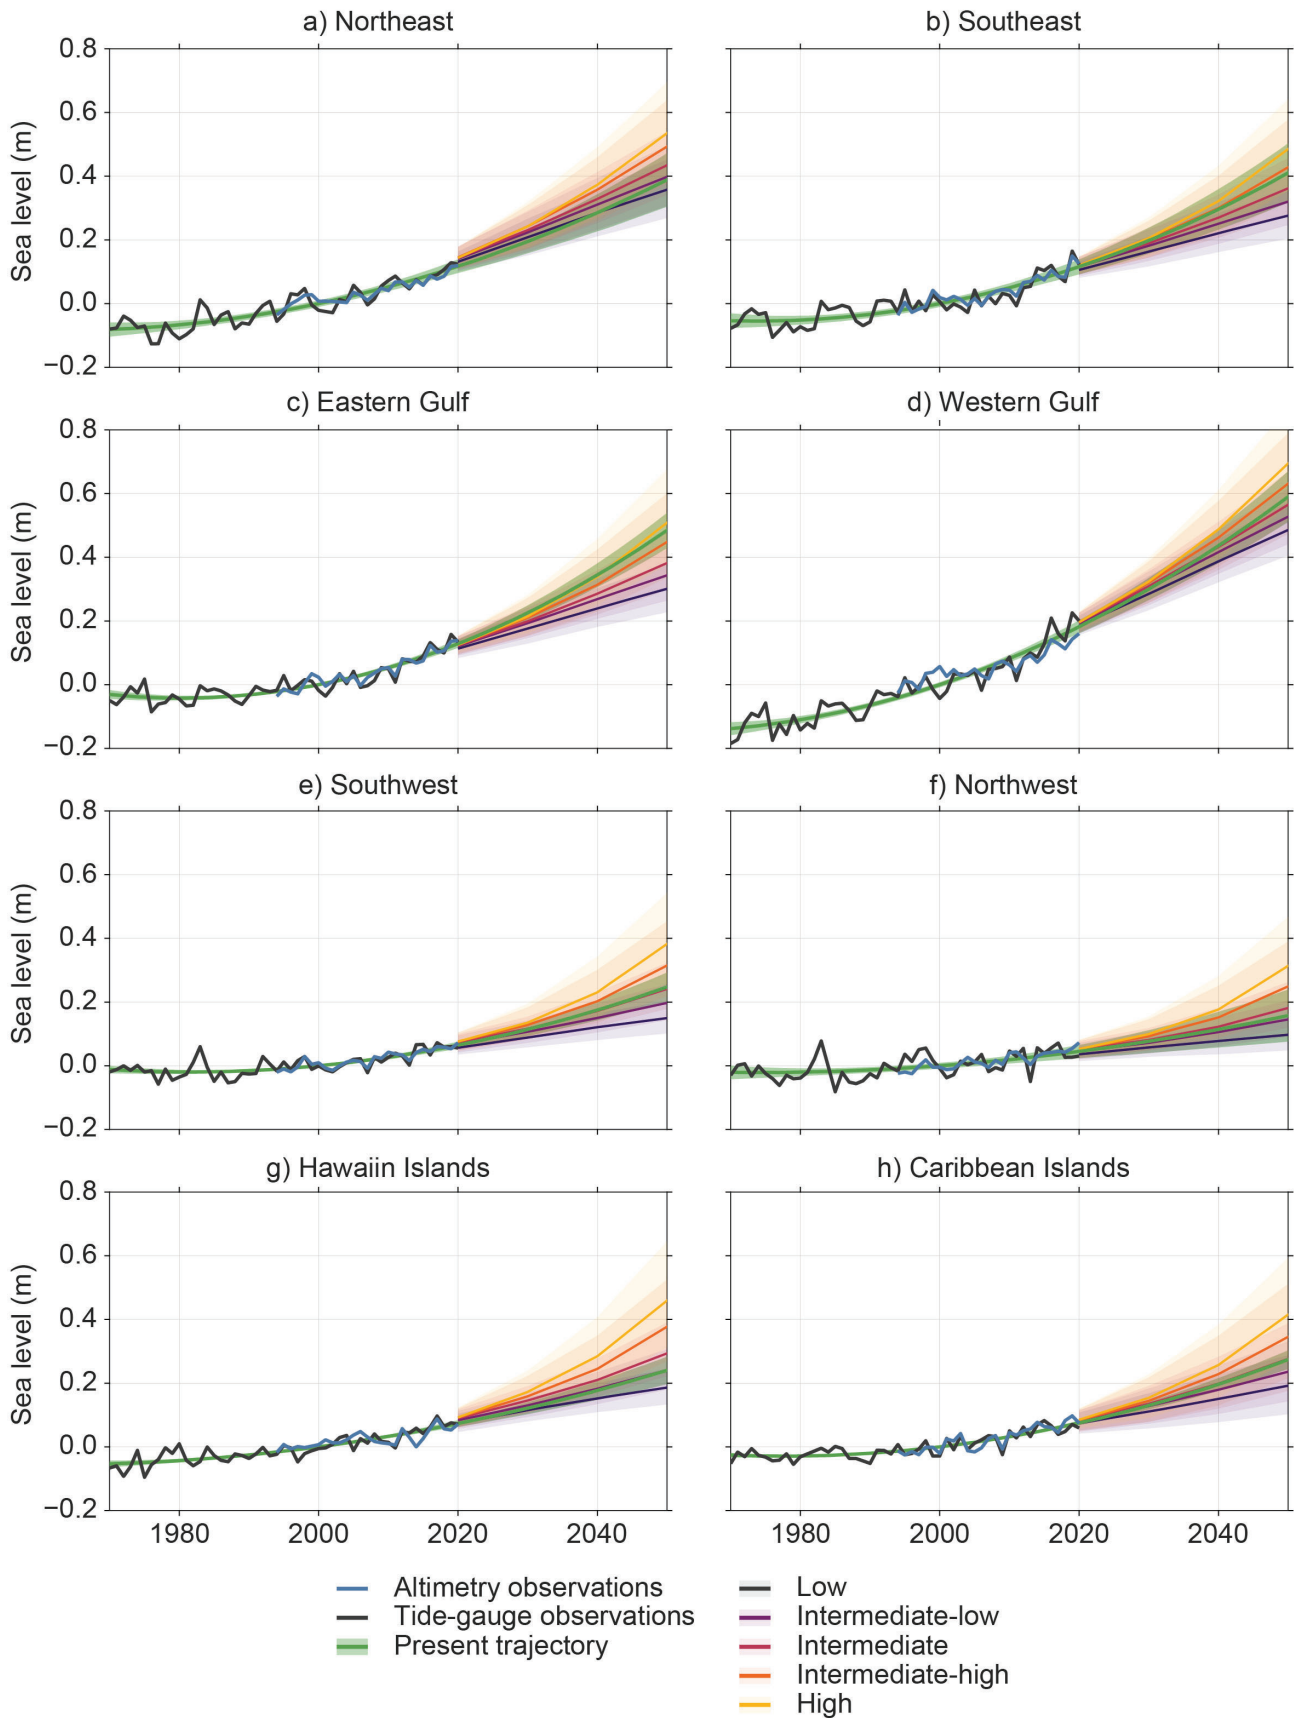 a) Northeast
b) Southeast
Sea level (m)
0.8
0.6
0.4
0.2
0.0
−0.2
c) Eastern Gulf
d) Western Gulf
Sea level (m)
0.8
0.6
0.4
0.2
0.0
−0.2
e) Southwest
f) Northwest
Sea level (m)
0.8
0.6
0.4
0.2
0.0
−0.2
g) Hawaiin Islands
h) Caribbean Islands
Sea level (m)
0.8
0.6
0.4
0.2
0.0
−0.2
1980 2000 2020 2040
1980 2000 2020 2040
Altimetry observations
Tide-gauge observations
Present trajectory
Low
Intermediate-low
Intermediate
Intermediate-high
High